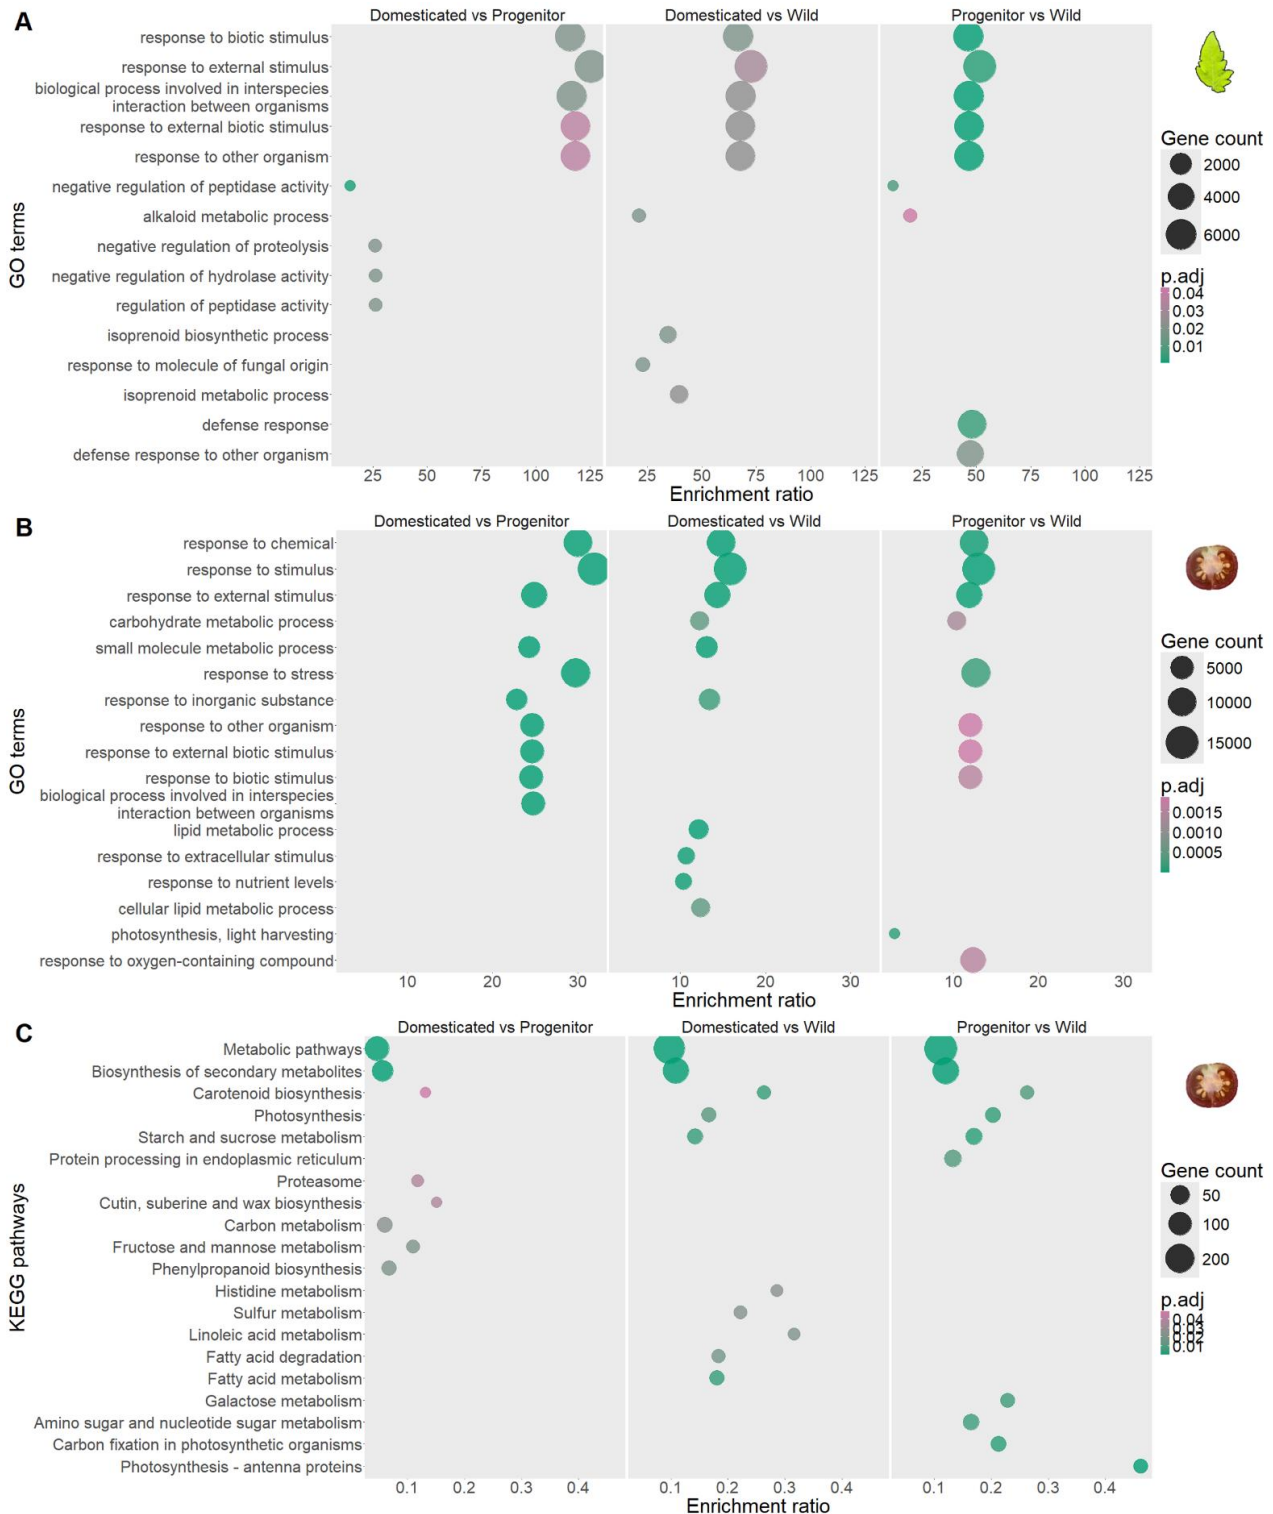 A
Domesticated vs Progenitor
Domesticated vs Wild
Progenitor vs Wild
response to biotic stimulus
response to external stimulus
biological process involved in interspecies
interaction between organisms
response to external biotic stimulus
response to other organism
negative regulation of peptidase activity
alkaloid metabolic process
negative regulation of proteolysis
negative regulation of hydrolase activity
regulation of peptidase activity
isoprenoid biosynthetic process
response to molecule of fungal origin
isoprenoid metabolic process
defense response
defense response to other organism
GO terms
25 50 75 100 125
25 50 75 100 125
25 50 75 100 125
Enrichment ratio
Gene count
2000
4000
6000
p.adj
0.04
0.03
0.02
0.01
B
Domesticated vs Progenitor
Domesticated vs Wild
Progenitor vs Wild
response to chemical
response to stimulus
response to external stimulus
carbohydrate metabolic process
small molecule metabolic process
response to stress
response to inorganic substance
response to other organism
response to external biotic stimulus
response to biotic stimulus
biological process involved in interspecies
interaction between organisms
lipid metabolic process
response to extracellular stimulus
response to nutrient levels
cellular lipid metabolic process
photosynthesis, light harvesting
response to oxygen-containing compound
GO terms
10 20 30
10 20 30
10 20 30
Enrichment ratio
Gene count
5000
10000
15000
p.adj
0.0015
0.0010
0.0005
C
Domesticated vs Progenitor
Domesticated vs Wild
Progenitor vs Wild
Metabolic pathways
Biosynthesis of secondary metabolites
Carotenoid biosynthesis
Photosynthesis
Starch and sucrose metabolism
Protein processing in endoplasmic reticulum
Proteasome
Cutin, suberine and wax biosynthesis
Carbon metabolism
Fructose and mannose metabolism
Phenylpropanoid biosynthesis
Histidine metabolism
Sulfur metabolism
Linoleic acid metabolism
Fatty acid degradation
Fatty acid metabolism
Galactose metabolism
Amino sugar and nucleotide sugar metabolism
Carbon fixation in photosynthetic organisms
Photosynthesis - antenna proteins
KEGG pathways
0.1 0.2 0.3 0.4
0.1 0.2 0.3 0.4
0.1 0.2 0.3 0.4
Enrichment ratio
Gene count
50
100
200
p.adj
0.04
0.03
0.02
0.01